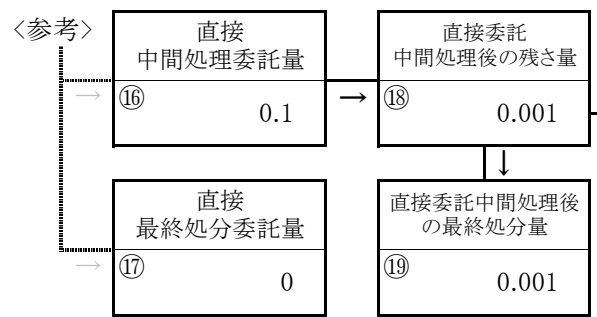 〈参考〉
直接
中間処理委託量
→
⑯
0.1
→
直接委託
中間処理後の残さ量
⑱
0.001
↓
直接
最終処分委託量
→
⑰
0
直接委託中間処理後
の最終処分量
⑲
0.001